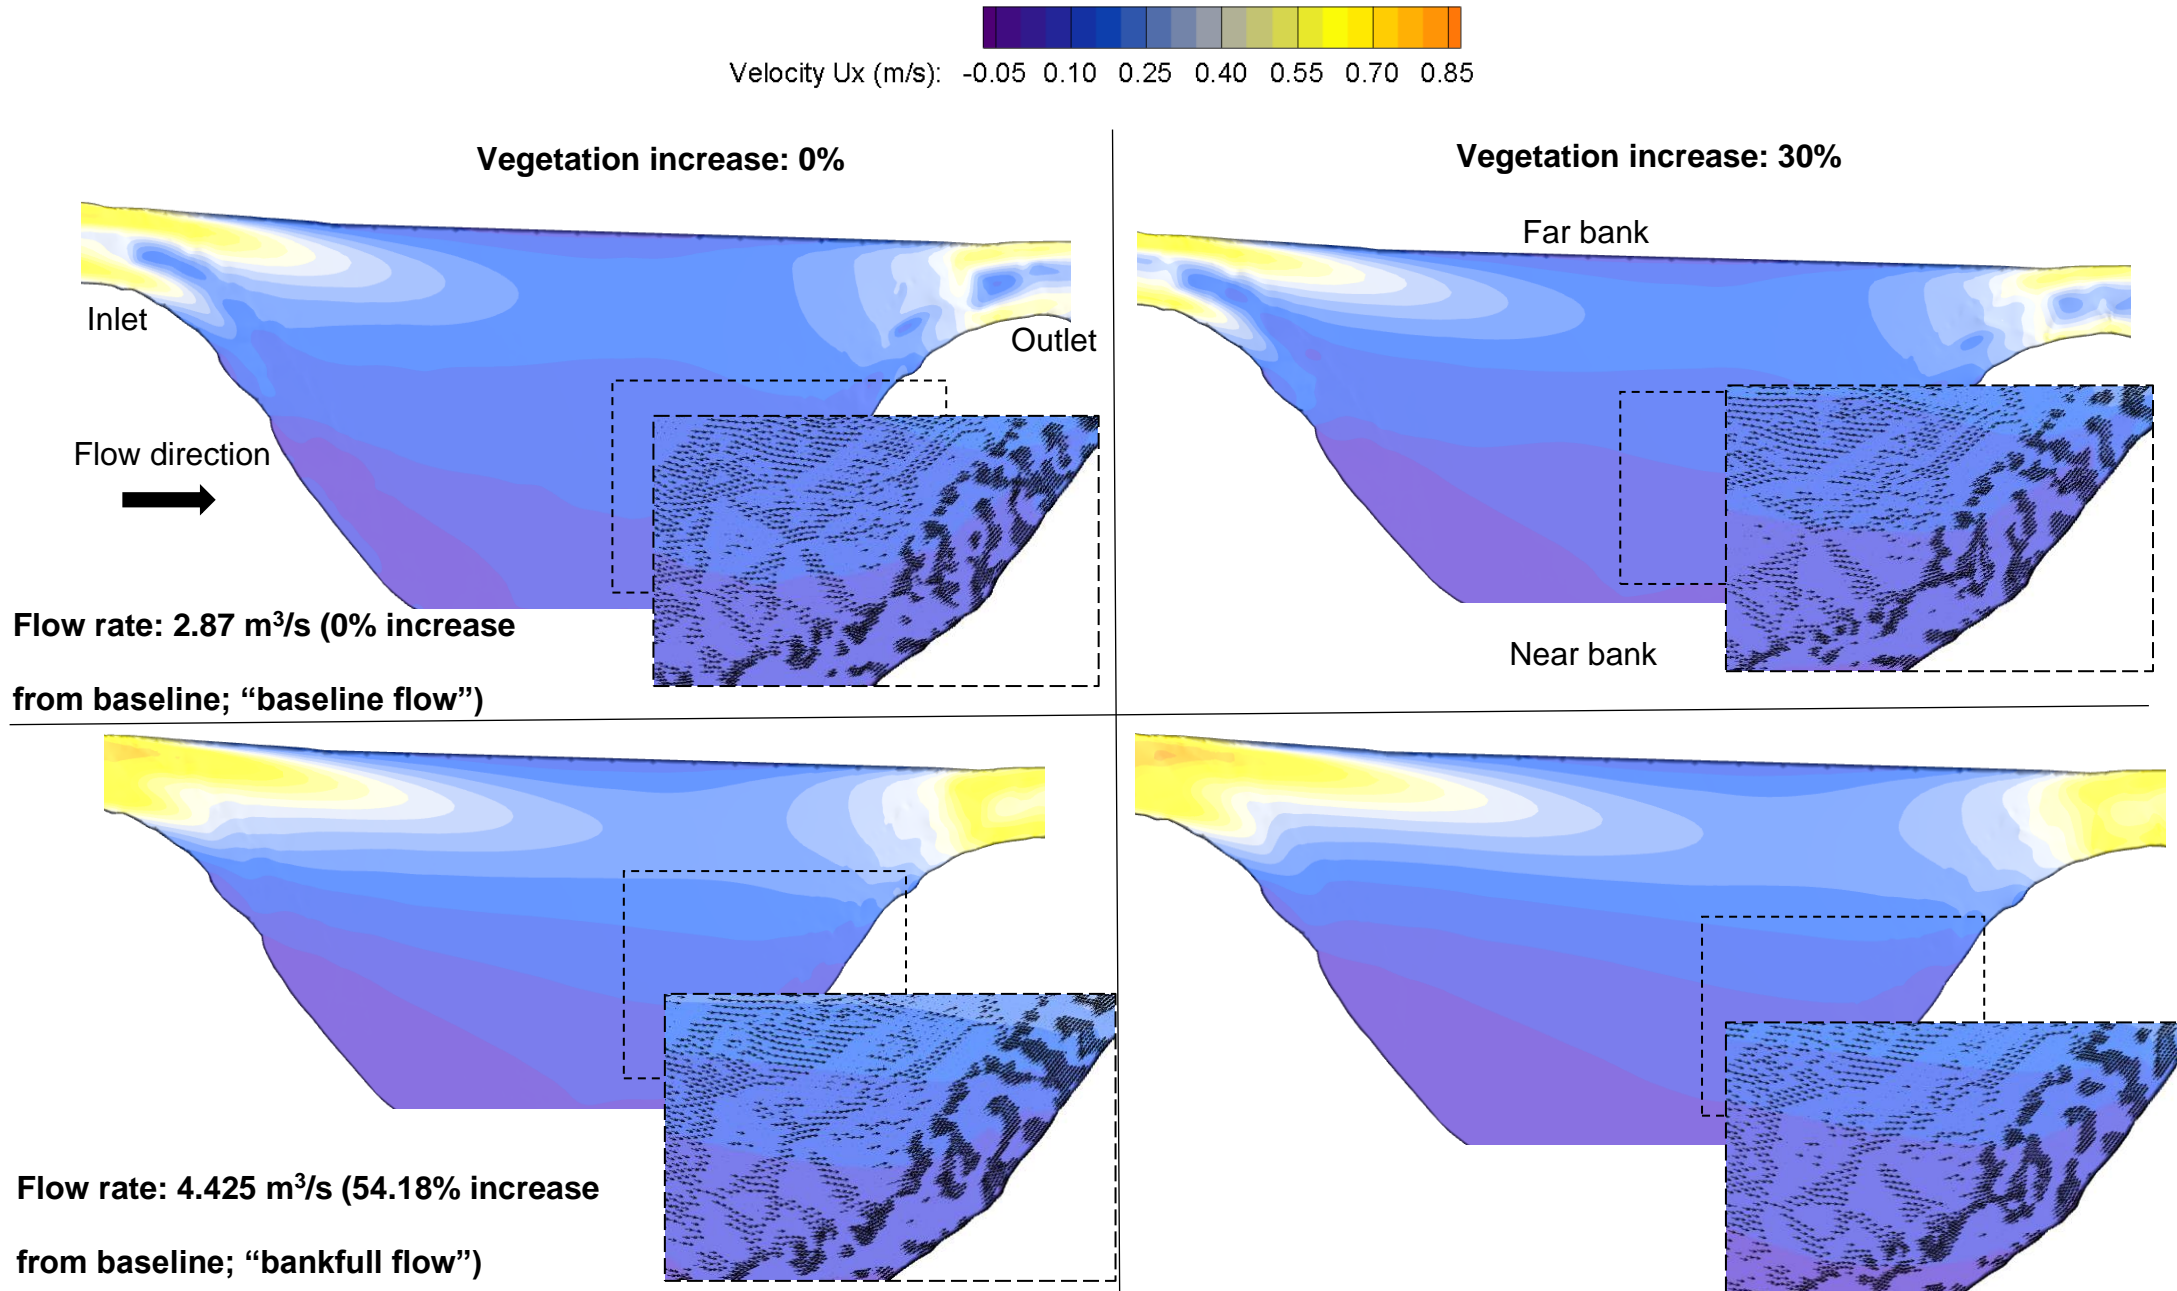 Velocity Ux (m/s): -0.05 0.10 0.25 0.40 0.55 0.70 0.85
Vegetation increase: 0%
Vegetation increase: 30%
Far bank
Inlet
Outlet
Flow direction
Flow rate: 2.87 m³/s (0% increase
from baseline; “baseline flow”)
Near bank
Flow rate: 4.425 m³/s (54.18% increase
from baseline; “bankfull flow”)